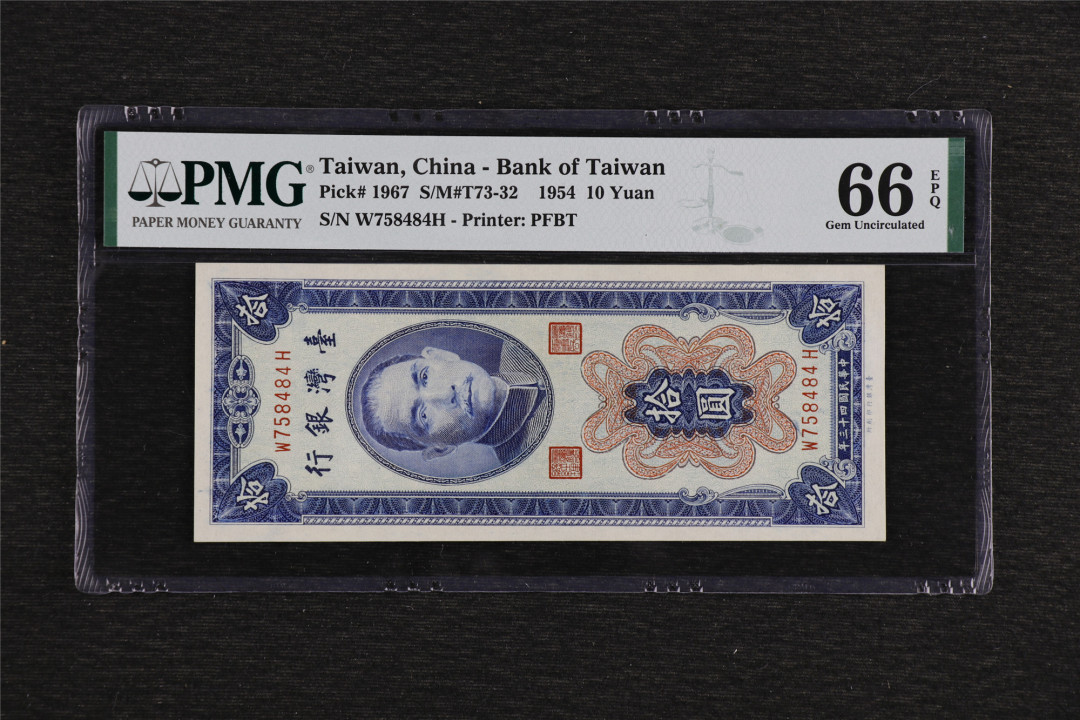 PMG®
PAPER MONEY GUARANTY
Taiwan, China - Bank of Taiwan
Pick# 1967 S/M#T73-32 1954 10 Yuan
S/N W758484H - Printer: PFBT
66 EPQ
Gem Uncirculated
拾
拾
W758484H
臺灣銀行
拾圓
W758484H
中華民國四十三年
拾
拾